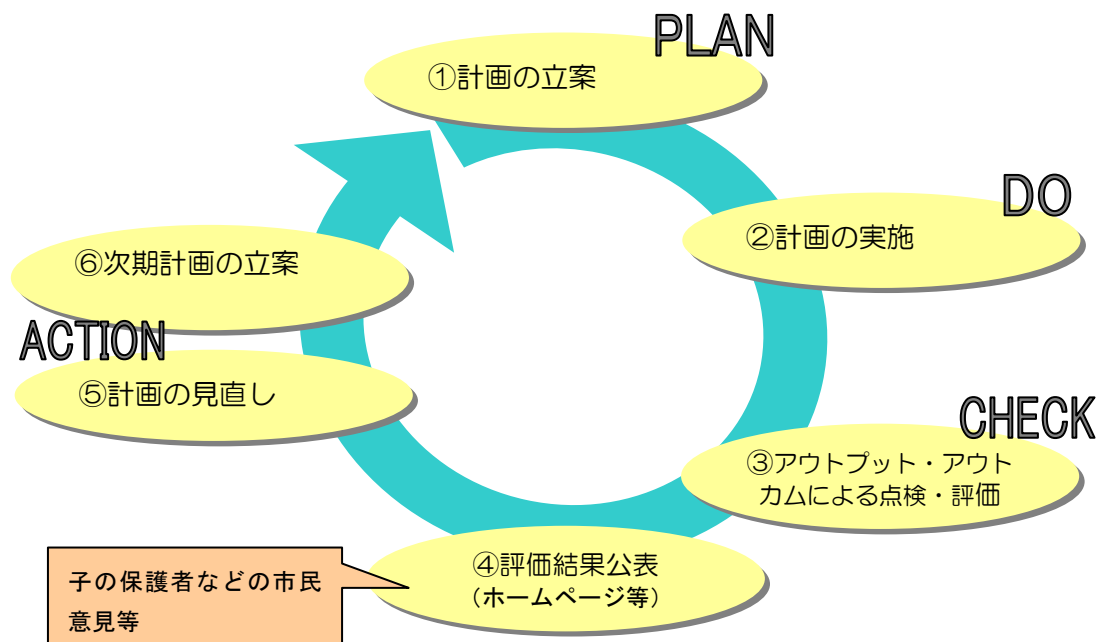 PLAN
①計画の立案
DO
②計画の実施
CHECK
③アウトプット・アウト
カムによる点検・評価
④評価結果公表
（ホームページ等）
子の保護者などの市民
意見等
ACTION
⑤計画の見直し
⑥次期計画の立案